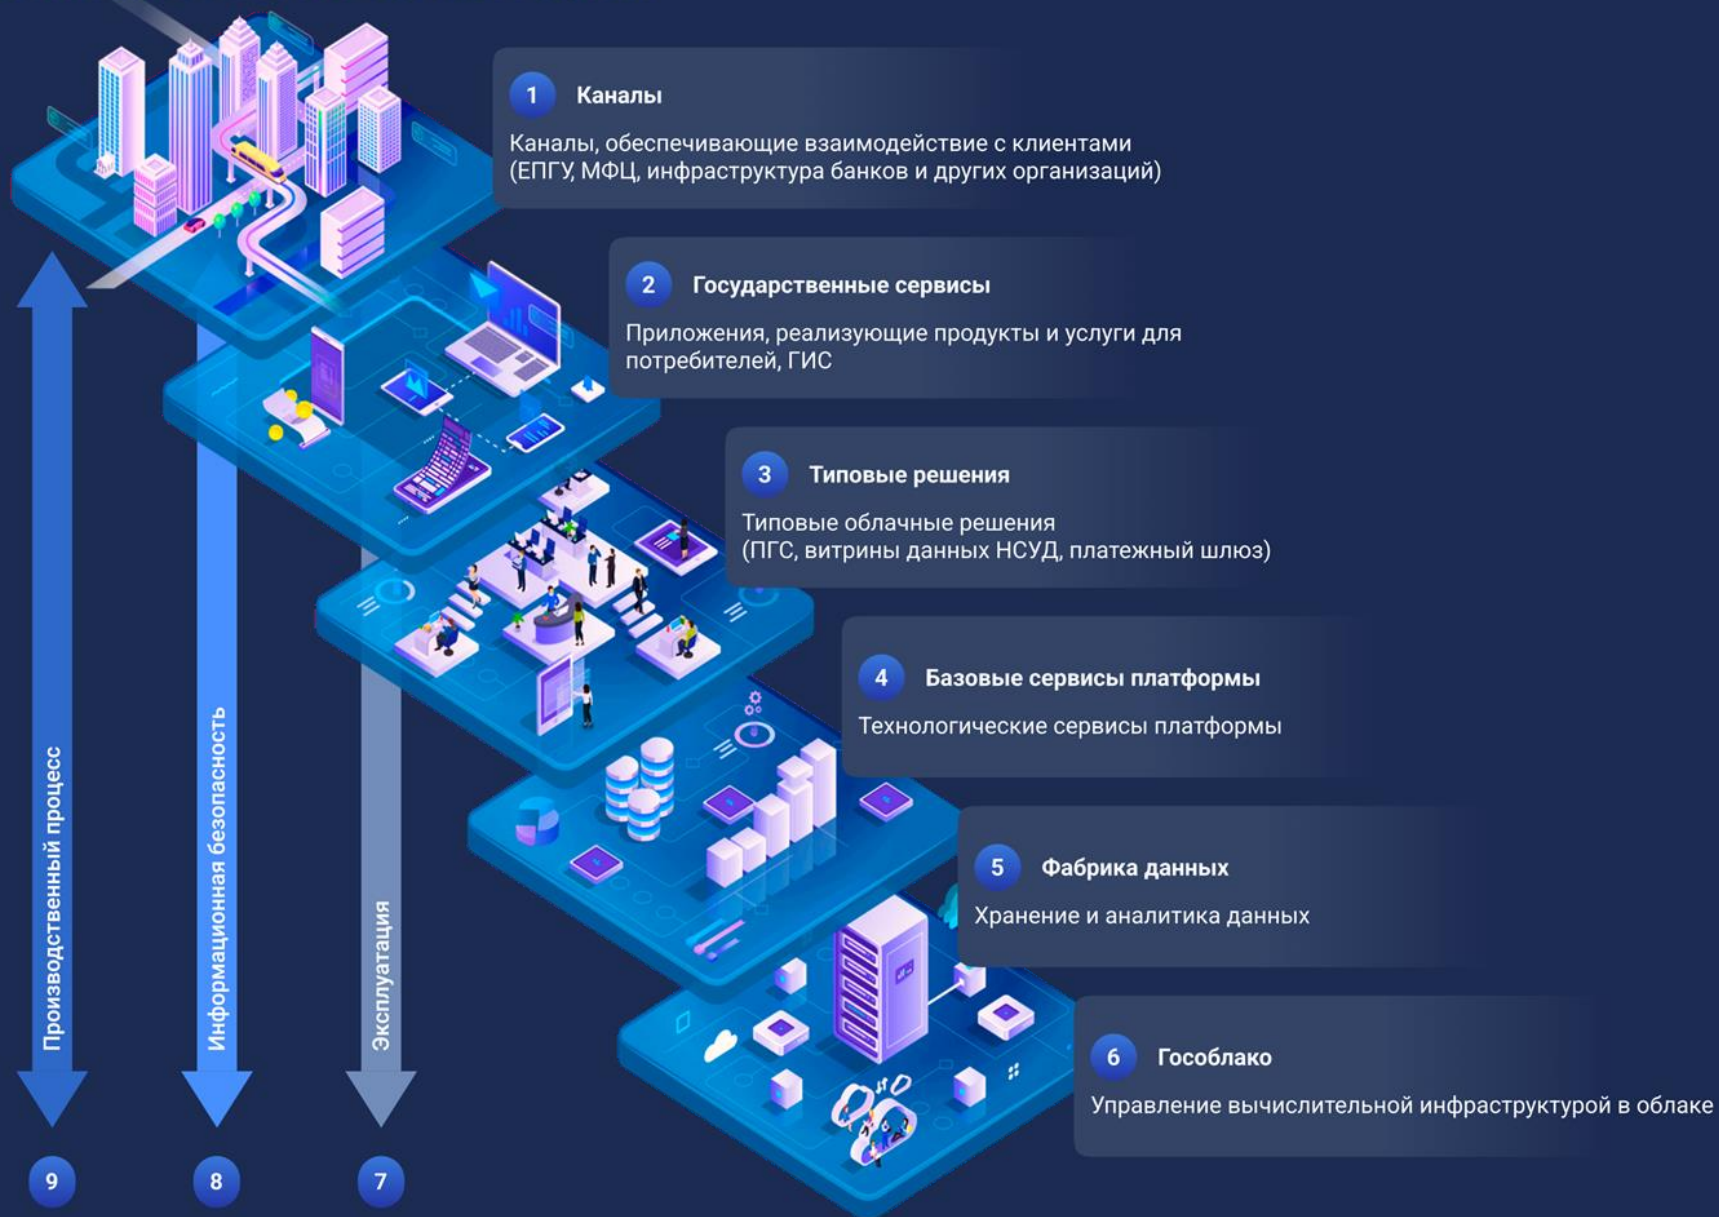 1 Каналы
Каналы, обеспечивающие взаимодействие с клиентами
(ЕПГУ, МФЦ, инфраструктура банков и других организаций)
2 Государственные сервисы
Приложения, реализующие продукты и услуги для
потребителей, ГИС
3 Типовые решения
Типовые облачные решения
(ПГС, витрины данных НСУД, платежный шлюз)
4 Базовые сервисы платформы
Технологические сервисы платформы
5 Фабрика данных
Хранение и аналитика данных
6 Гособлако
Управление вычислительной инфраструктурой в облаке
Производственный процесс
Информационная безопасность
Эксплуатация
9
8
7